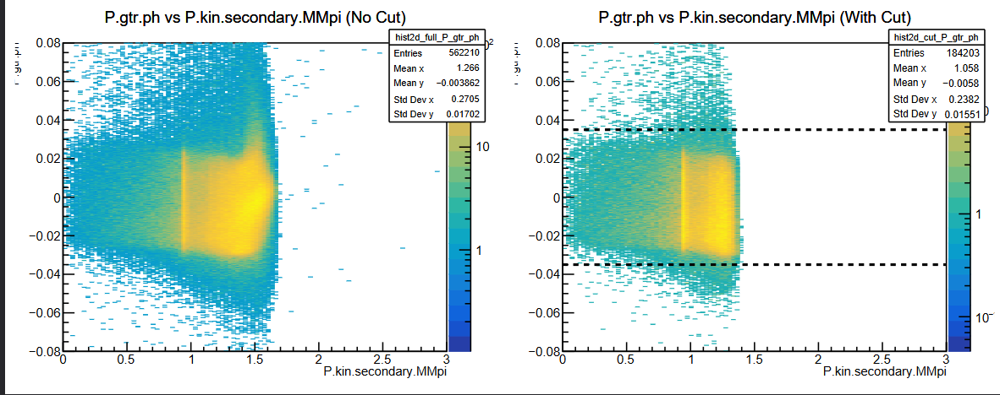 P.gtr.ph vs P.kin.secondary.MMpi (No Cut)
hist2d_full_P_gtr_ph
Entries 562210
Mean x 1.266
Mean y −0.003862
Std Dev x 0.2705
Std Dev y 0.01702
0.08
0.06
0.04
0.02
0
−0.02
−0.04
−0.06
−0.08
0 0.5 1 1.5 2 2.5 3
P.kin.secondary.MMpi
10
1
P.gtr.ph vs P.kin.secondary.MMpi (With Cut)
hist2d_cut_P_gtr_ph
Entries 184203
Mean x 1.058
Mean y −0.0058
Std Dev x 0.2382
Std Dev y 0.01551
0.08
0.06
0.04
0.02
0
−0.02
−0.04
−0.06
−0.08
0 0.5 1 1.5 2 2.5 3
P.kin.secondary.MMpi
1